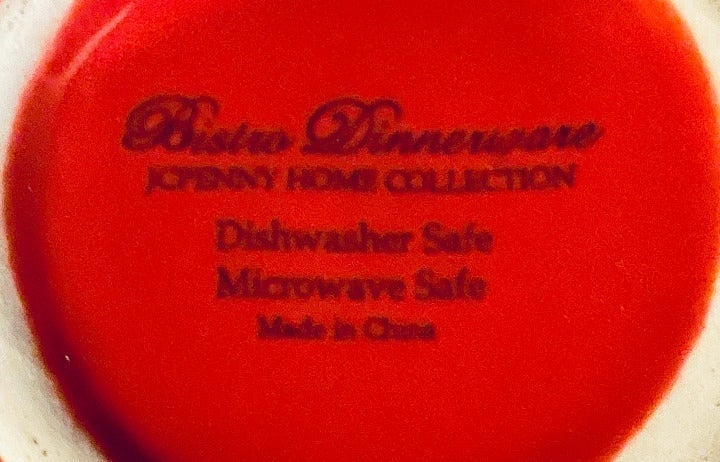 Bistro Dinnerware
JCPENNY HOME COLLECTION
Dishwasher Safe
Microwave Safe
Made in China